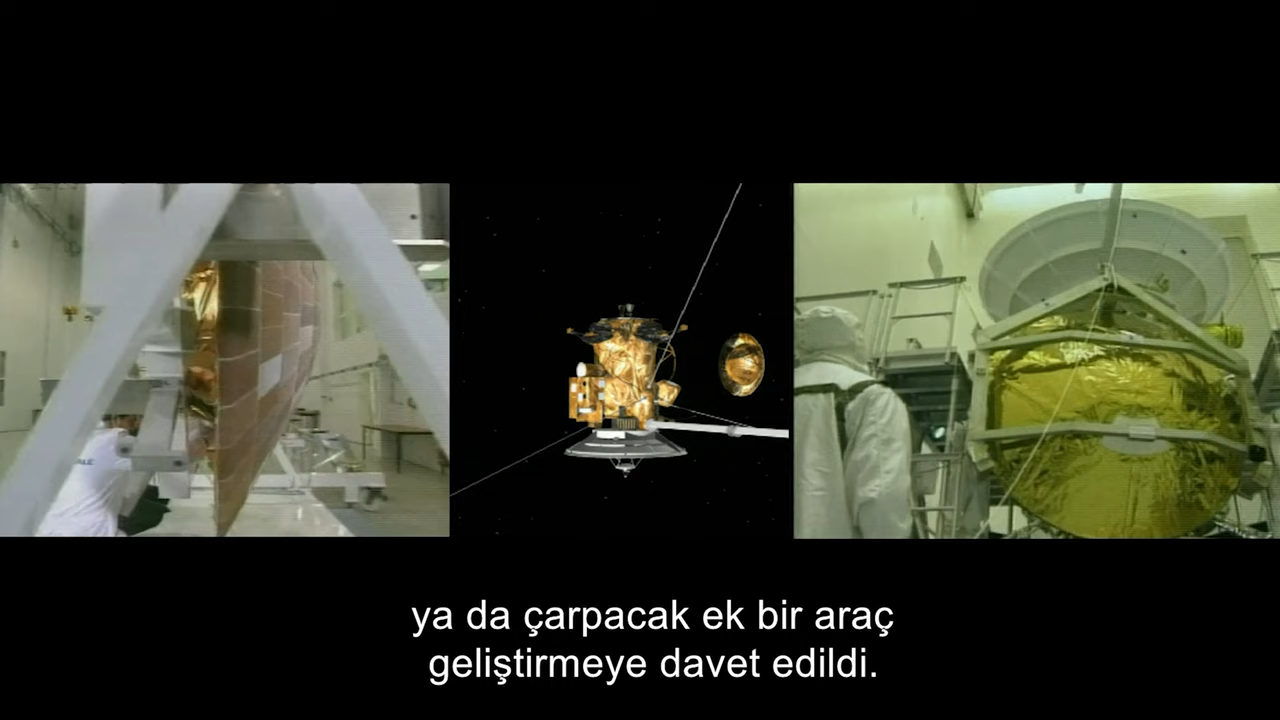 ya da çarpacak ek bir araç
geliştirmeye davet edildi.